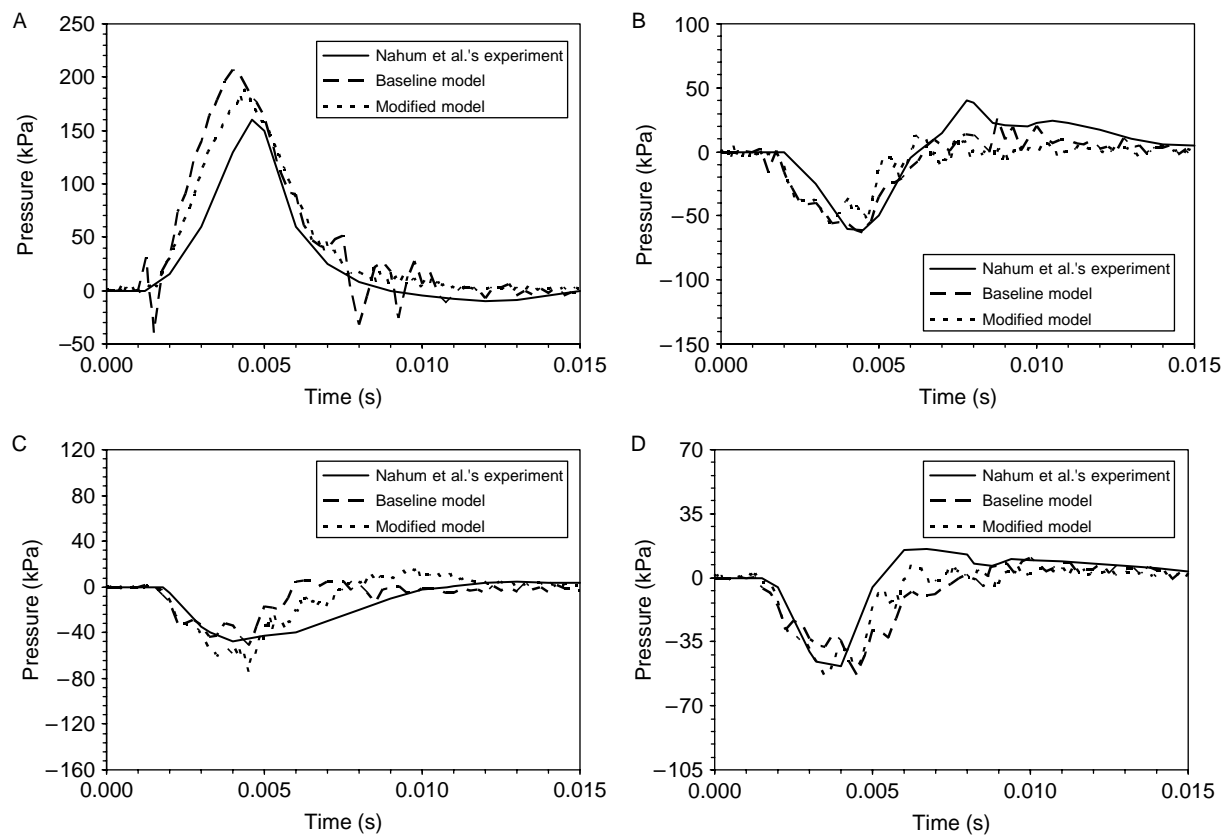 A
250
200
150
100
50
0
–50
Pressure (kPa)
Nahum et al.'s experiment
Baseline model
Modified model
0.000
0.005
0.010
0.015
Time (s)
B
100
50
0
–50
–100
–150
Pressure (kPa)
Nahum et al.'s experiment
Baseline model
Modified model
0.000
0.005
0.010
0.015
Time (s)
C
120
80
40
0
–40
–80
–120
–160
Pressure (kPa)
Nahum et al.'s experiment
Baseline model
Modified model
0.000
0.005
0.010
0.015
Time (s)
D
70
35
0
–35
–70
–105
Pressure (kPa)
Nahum et al.'s experiment
Baseline model
Modified model
0.000
0.005
0.010
0.015
Time (s)